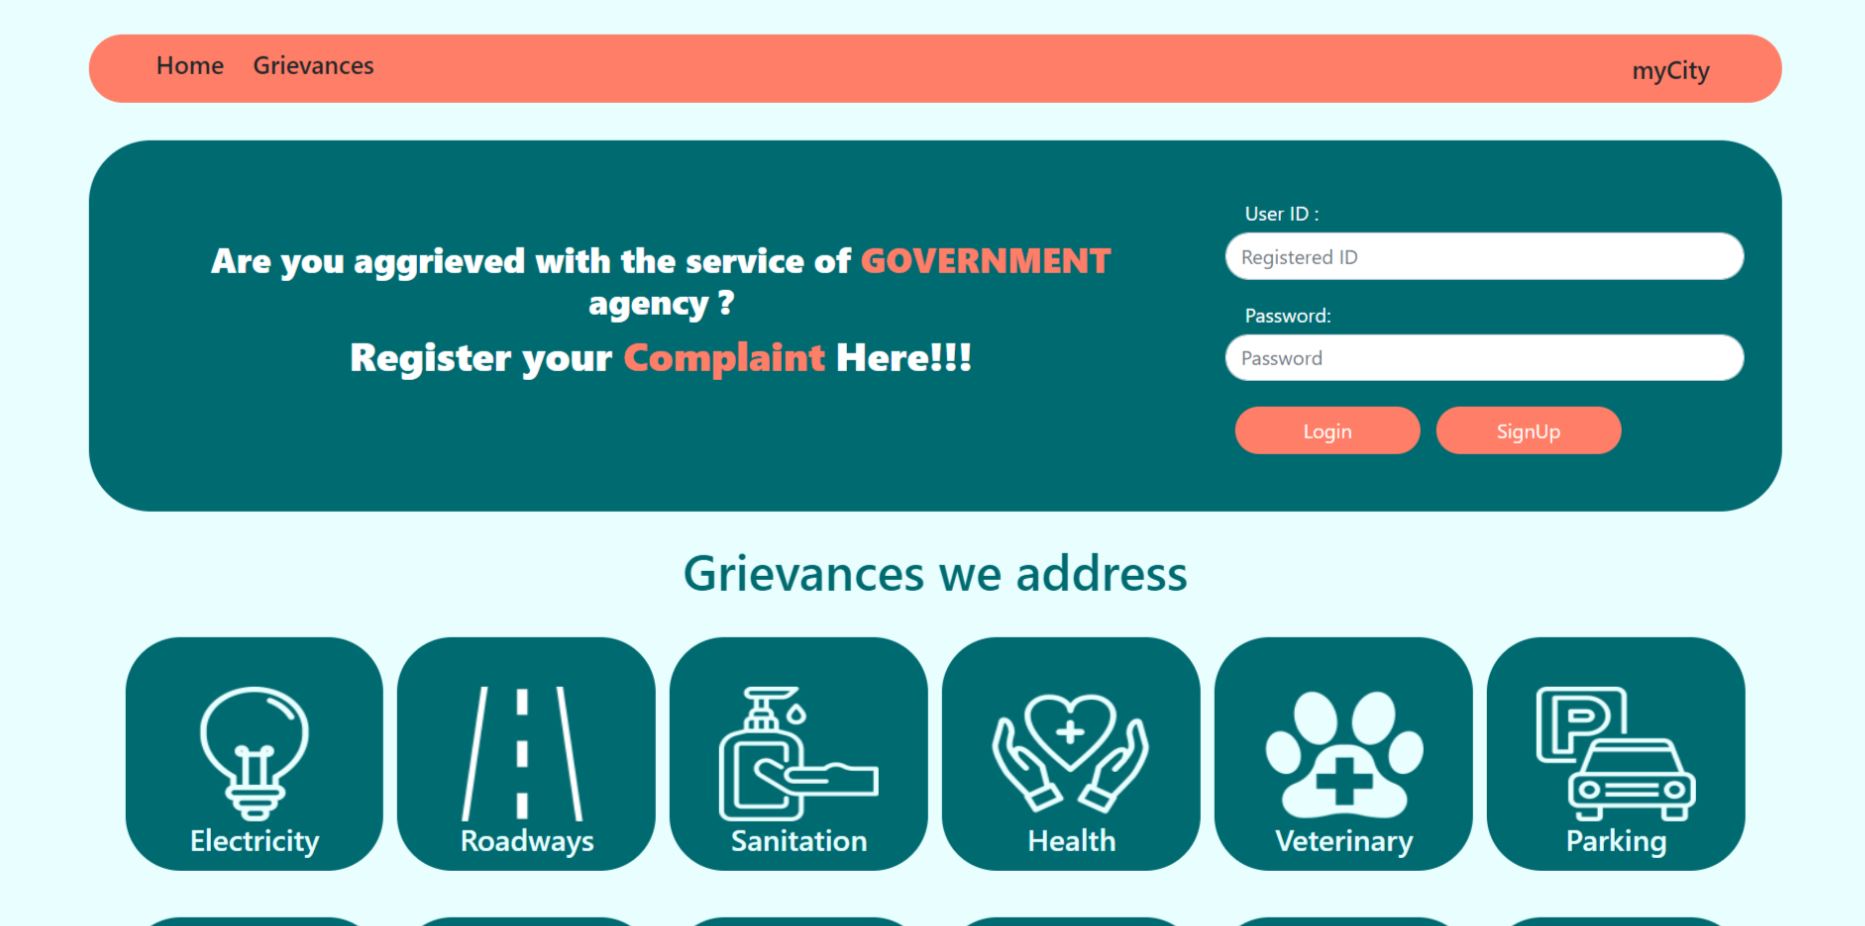 Home Grievances myCity
Are you aggrieved with the service of GOVERNMENT
agency ?
Register your Complaint Here!!!
User ID :
Registered ID
Password:
Password
Login SignUp
Grievances we address
P
Electricity Roadways Sanitation Health Veterinary Parking